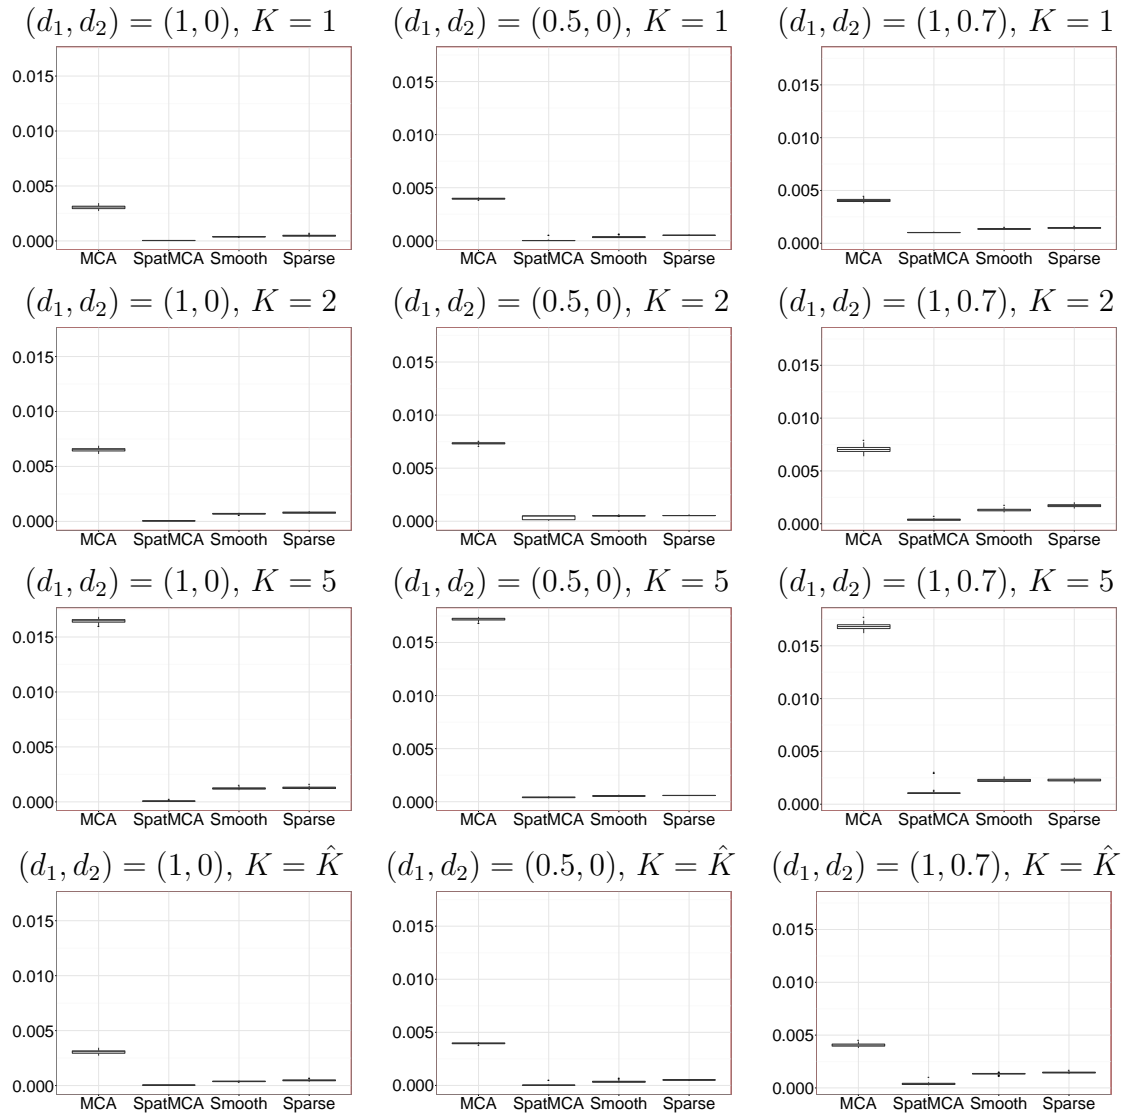 (d₁, d₂) = (1, 0), K = 1
(d₁, d₂) = (0.5, 0), K = 1
(d₁, d₂) = (1, 0.7), K = 1
0.015
0.010
0.005
0.000
MCA SpatMCA Smooth Sparse
0.015
0.010
0.005
0.000
MCA SpatMCA Smooth Sparse
0.015
0.010
0.005
0.000
MCA SpatMCA Smooth Sparse
(d₁, d₂) = (1, 0), K = 2
(d₁, d₂) = (0.5, 0), K = 2
(d₁, d₂) = (1, 0.7), K = 2
0.015
0.010
0.005
0.000
MCA SpatMCA Smooth Sparse
0.015
0.010
0.005
0.000
MCA SpatMCA Smooth Sparse
0.015
0.010
0.005
0.000
MCA SpatMCA Smooth Sparse
(d₁, d₂) = (1, 0), K = 5
(d₁, d₂) = (0.5, 0), K = 5
(d₁, d₂) = (1, 0.7), K = 5
0.015
0.010
0.005
0.000
MCA SpatMCA Smooth Sparse
0.015
0.010
0.005
0.000
MCA SpatMCA Smooth Sparse
0.015
0.010
0.005
0.000
MCA SpatMCA Smooth Sparse
(d₁, d₂) = (1, 0), K = K̂
(d₁, d₂) = (0.5, 0), K = K̂
(d₁, d₂) = (1, 0.7), K = K̂
0.015
0.010
0.005
0.000
MCA SpatMCA Smooth Sparse
0.015
0.010
0.005
0.000
MCA SpatMCA Smooth Sparse
0.015
0.010
0.005
0.000
MCA SpatMCA Smooth Sparse